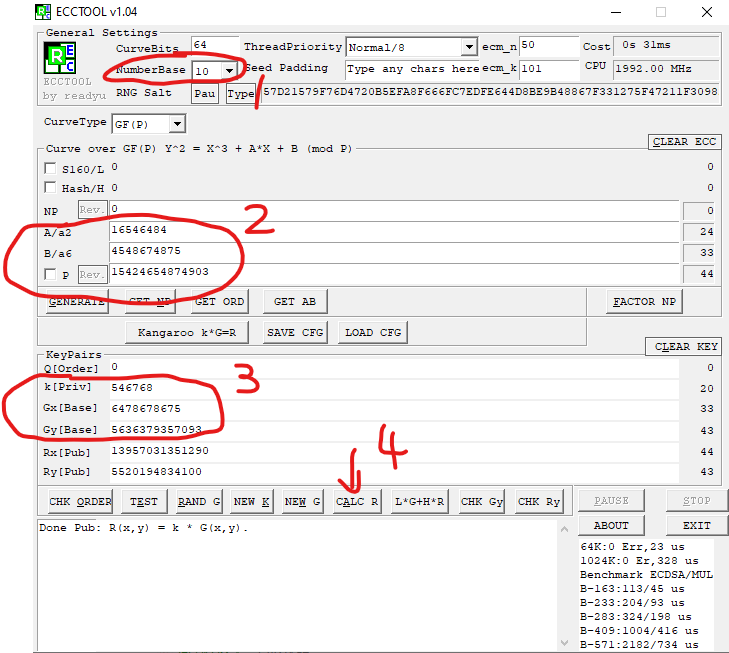 ECCTOOL v1.04
General Settings
R E C C
ECCTOOL
by readyu
CurveBits 64 ThreadPriority Normal/8 ecm_n 50 Cost 0s 31ms
NumberBase 10 Seed Padding Type any chars here ecm_k 101 CPU 1992.00 MHz
RNG Salt Pau Type 57D21579F76D4720B5EFA8F666FC7EDFE644D8BE9B48867F331275F47211F3098
1
CurveType GF(P)
CLEAR ECC
Curve over GF(P) Y^2 = X^3 + A*X + B (mod P)
S160/L 0 0
Hash/H 0 0
NP Rev. 0 0
2
A/a2 16546484 24
B/a6 4548674875 33
P Rev. 15424654874903 44
GENERATE GET NP GET ORD GET AB FACTOR NP
Kangaroo k*G=R SAVE CFG LOAD CFG
CLEAR KEY
KeyPairs
Q[Order] 0 0
3
k[Priv] 546768 20
Gx[Base] 6478678675 33
Gy[Base] 5636379357093 43
4
Rx[Pub] 13957031351290 44
Ry[Pub] 5520194834100 43
CHK ORDER TEST RAND G NEW K NEW G CALC R L*G+H*R CHK Gy CHK Ry PAUSE STOP
ABOUT EXIT
Done Pub: R(x,y) = k * G(x,y).
64K:0 Err,23 us
1024K:0 Er,328 us
Benchmark ECDSA/MUL
B-163:113/45 us
B-233:204/93 us
B-283:324/198 us
B-409:1004/416 us
B-571:2182/734 us